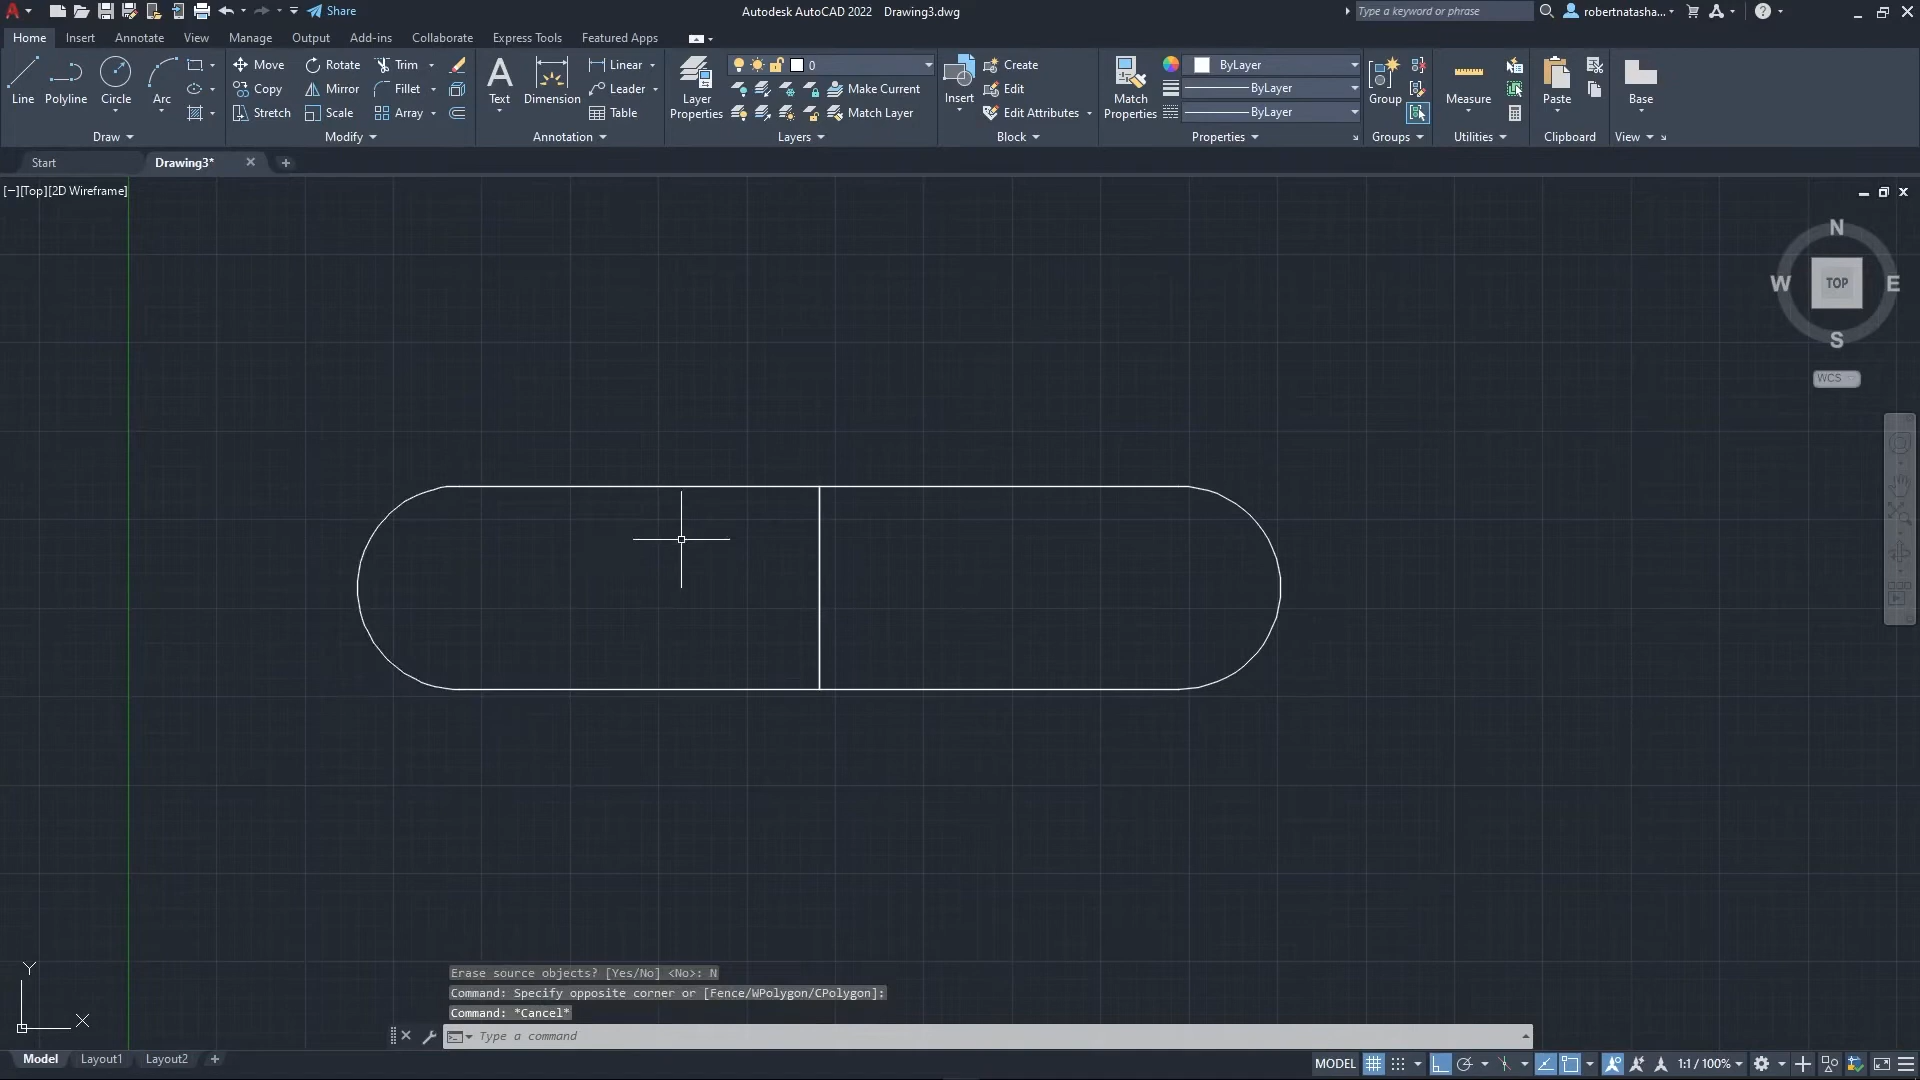 Share
Autodesk AutoCAD 2022 Drawing3.dwg
Type a keyword or phrase
robertnatasha...
Home Insert Annotate View Manage Output Add-ins Collaborate Express Tools Featured Apps
Line Polyline Circle Arc
Draw
Move Rotate Trim
Copy Mirror Fillet
Stretch Scale Array
Modify
Text Dimension
Linear
Leader
Table
Annotation
Layer Properties
0
Make Current
Match Layer
Layers
Insert
Create
Edit
Edit Attributes
Block
Match Properties
ByLayer
ByLayer
ByLayer
Properties
Group
Groups
Measure
Utilities
Paste
Clipboard
Base
View
Start Drawing3*
[−][Top][2D Wireframe]
N
W TOP E
S
WCS
Y
X
Erase source objects? [Yes/No] <No>: N
Command: Specify opposite corner or [Fence/WPolygon/CPolygon]:
Command: *Cancel*
Type a command
Model Layout1 Layout2
MODEL
1:1 / 100%